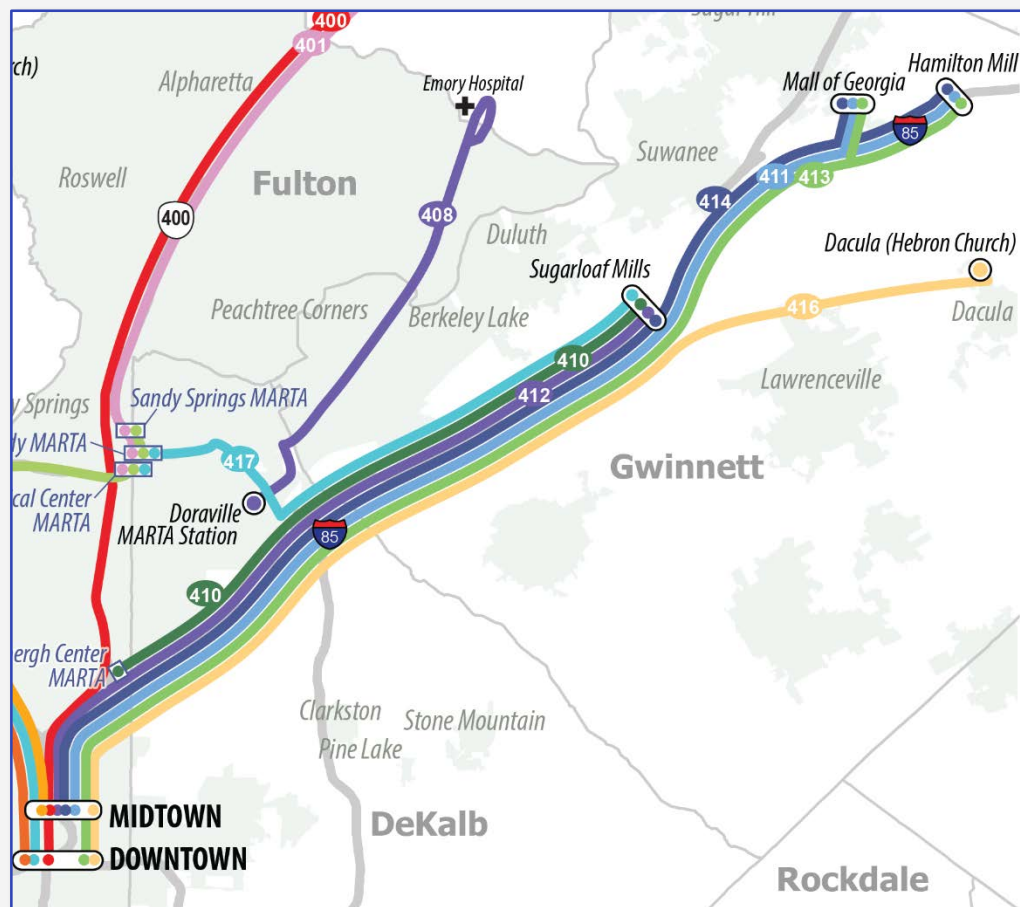 400
401
rch)
Alpharetta
Emory Hospital
Mall of Georgia
Hamilton Mill
85
Suwanee
Roswell
Fulton
411
413
414
400
408
Duluth
Dacula (Hebron Church)
Sugarloaf Mills
Peachtree Corners
Berkeley Lake
416
Dacula
410
Lawrenceville
412
y Springs
Sandy Springs MARTA
dy MARTA
417
Gwinnett
cal Center
MARTA
Doraville
MARTA Station
85
410
ergh Center
MARTA
Clarkston
Stone Mountain
Pine Lake
MIDTOWN
DeKalb
DOWNTOWN
Rockdale